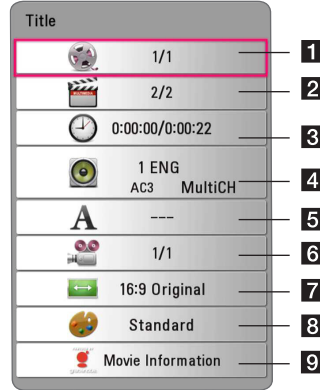 Title
1/1 1
2/2 2
0:00:00/0:00:22 3
1 ENG
AC3 MultiCH 4
A --- 5
1/1 6
16:9 Original 7
Standard 8
Movie Information 9